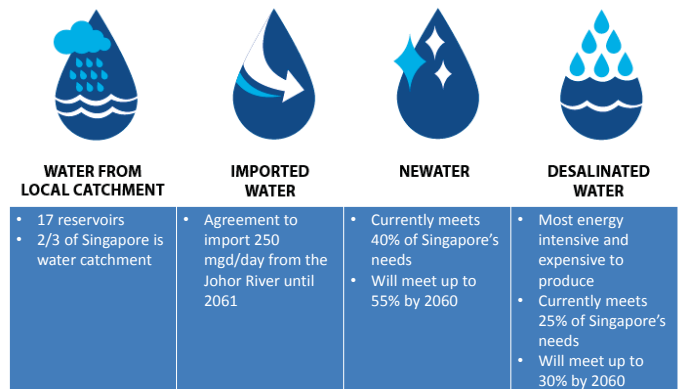 WATER FROM
LOCAL CATCHMENT
IMPORTED
WATER
NEWATER
DESALINATED
WATER
• 17 reservoirs
• 2/3 of Singapore is
water catchment
• Agreement to
import 250
mgd/day from the
Johor River until
2061
• Currently meets
40% of Singapore’s
needs
• Will meet up to
55% by 2060
• Most energy
intensive and
expensive to
produce
• Currently meets
25% of Singapore’s
needs
• Will meet up to
30% by 2060